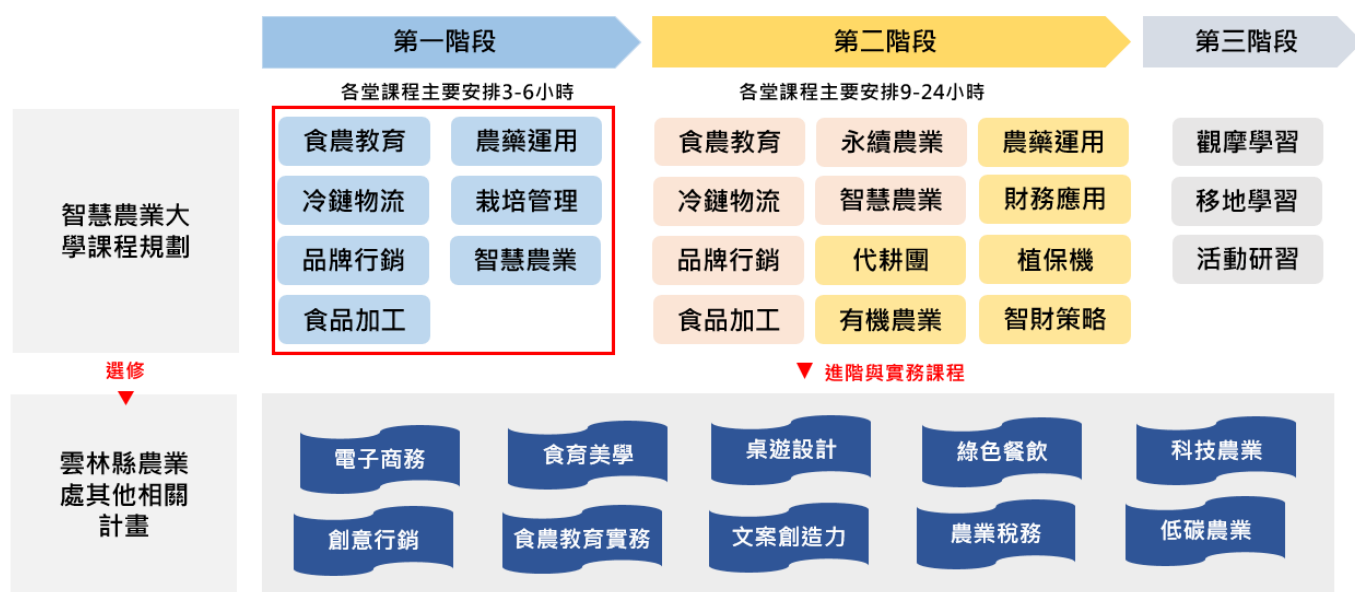 第一階段
第二階段
第三階段
各堂課程主要安排3-6小時
各堂課程主要安排9-24小時
智慧農業大
學課程規劃
食農教育
農藥運用
冷鏈物流
栽培管理
品牌行銷
智慧農業
食品加工
食農教育
永續農業
農藥運用
冷鏈物流
智慧農業
財務應用
品牌行銷
代耕團
植保機
食品加工
有機農業
智財策略
觀摩學習
移地學習
活動研習
選修
進階與實務課程
雲林縣農業
處其他相關
計畫
電子商務
食育美學
桌遊設計
綠色餐飲
科技農業
創意行銷
食農教育實務
文案創造力
農業稅務
低碳農業